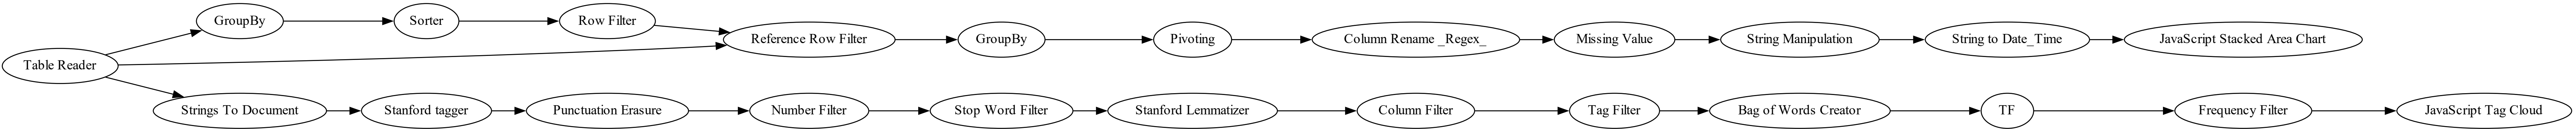 GroupBy
Sorter
Row Filter
Reference Row Filter
GroupBy
Pivoting
Column Rename _Regex_
Missing Value
String Manipulation
String to Date_Time
JavaScript Stacked Area Chart
Table Reader
Strings To Document
Stanford tagger
Punctuation Erasure
Number Filter
Stop Word Filter
Stanford Lemmatizer
Column Filter
Tag Filter
Bag of Words Creator
TF
Frequency Filter
JavaScript Tag Cloud